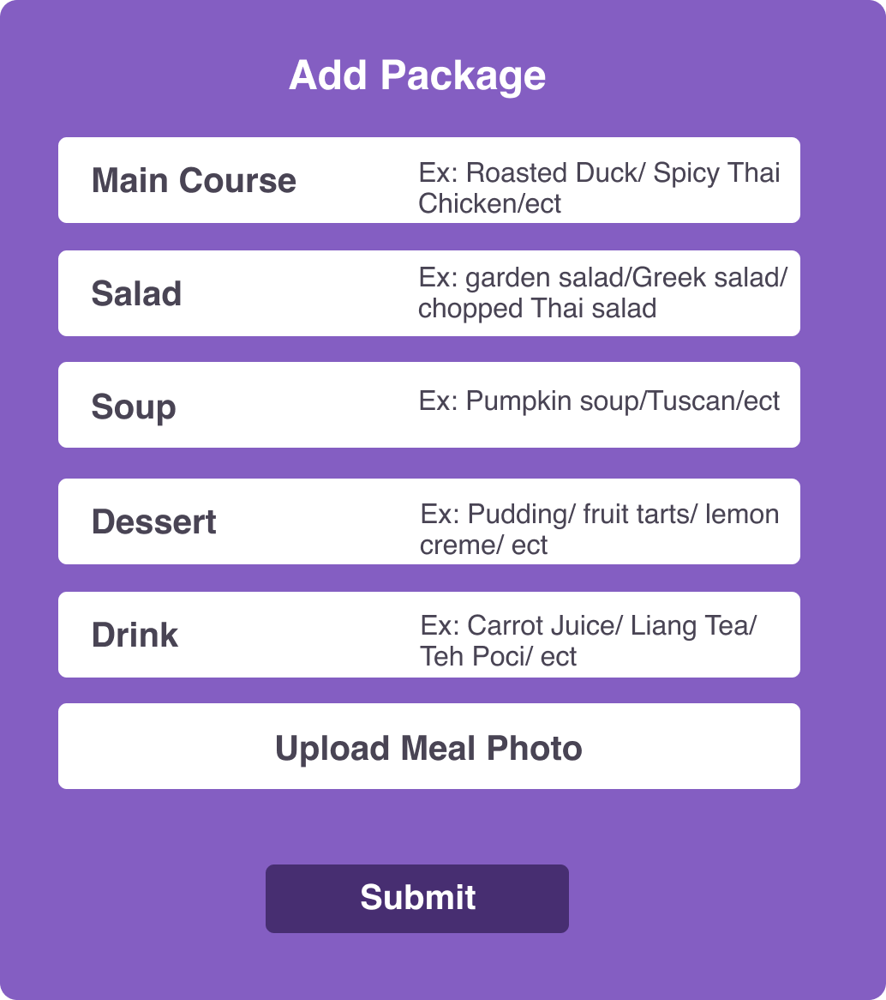 Add Package
Main Course
Ex: Roasted Duck/ Spicy Thai
Chicken/ect
Salad
Ex: garden salad/Greek salad/
chopped Thai salad
Soup
Ex: Pumpkin soup/Tuscan/ect
Dessert
Ex: Pudding/ fruit tarts/ lemon
creme/ ect
Drink
Ex: Carrot Juice/ Liang Tea/
Teh Poci/ ect
Upload Meal Photo
Submit